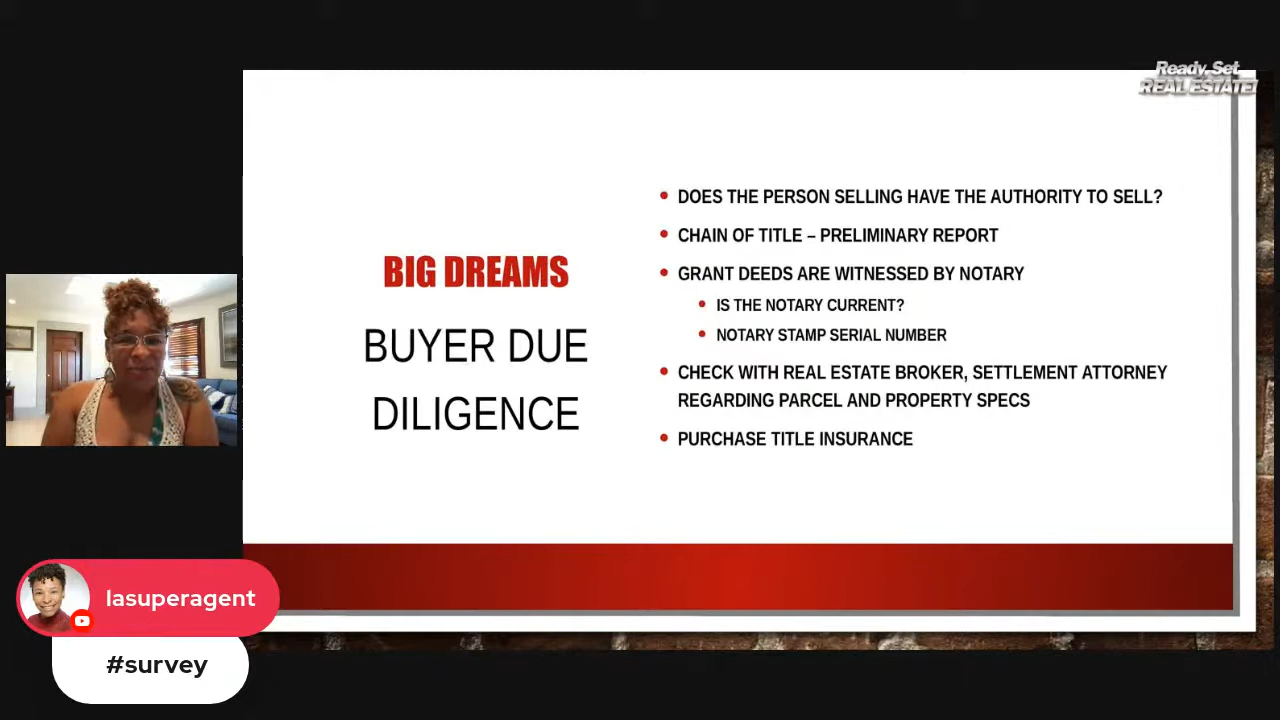 Ready, Set
REAL ESTATE!
DOES THE PERSON SELLING HAVE THE AUTHORITY TO SELL?
CHAIN OF TITLE – PRELIMINARY REPORT
GRANT DEEDS ARE WITNESSED BY NOTARY
IS THE NOTARY CURRENT?
NOTARY STAMP SERIAL NUMBER
CHECK WITH REAL ESTATE BROKER, SETTLEMENT ATTORNEY
REGARDING PARCEL AND PROPERTY SPECS
PURCHASE TITLE INSURANCE
BIG DREAMS
BUYER DUE
DILIGENCE
lasuperagent
#survey